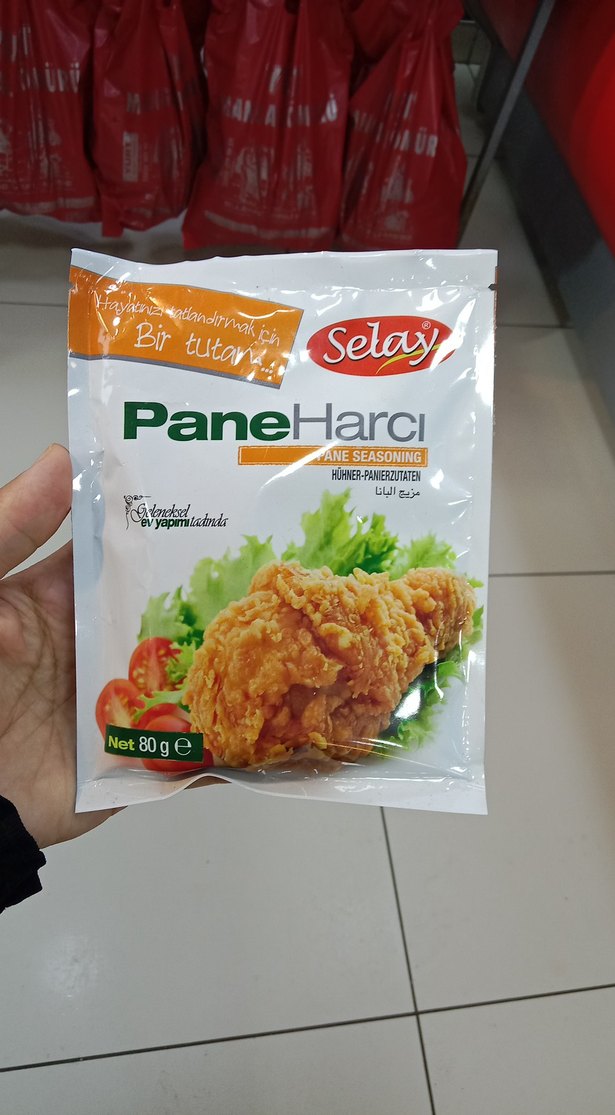 Hayatınızı tatlandırmak için
Bir tutam...
Selay®
PaneHarcı
PANE SEASONING
HÜHNER-PANIERZUTATEN
مزيج البانا
Geleneksel
ev yapımı tadında
Net 80 g e